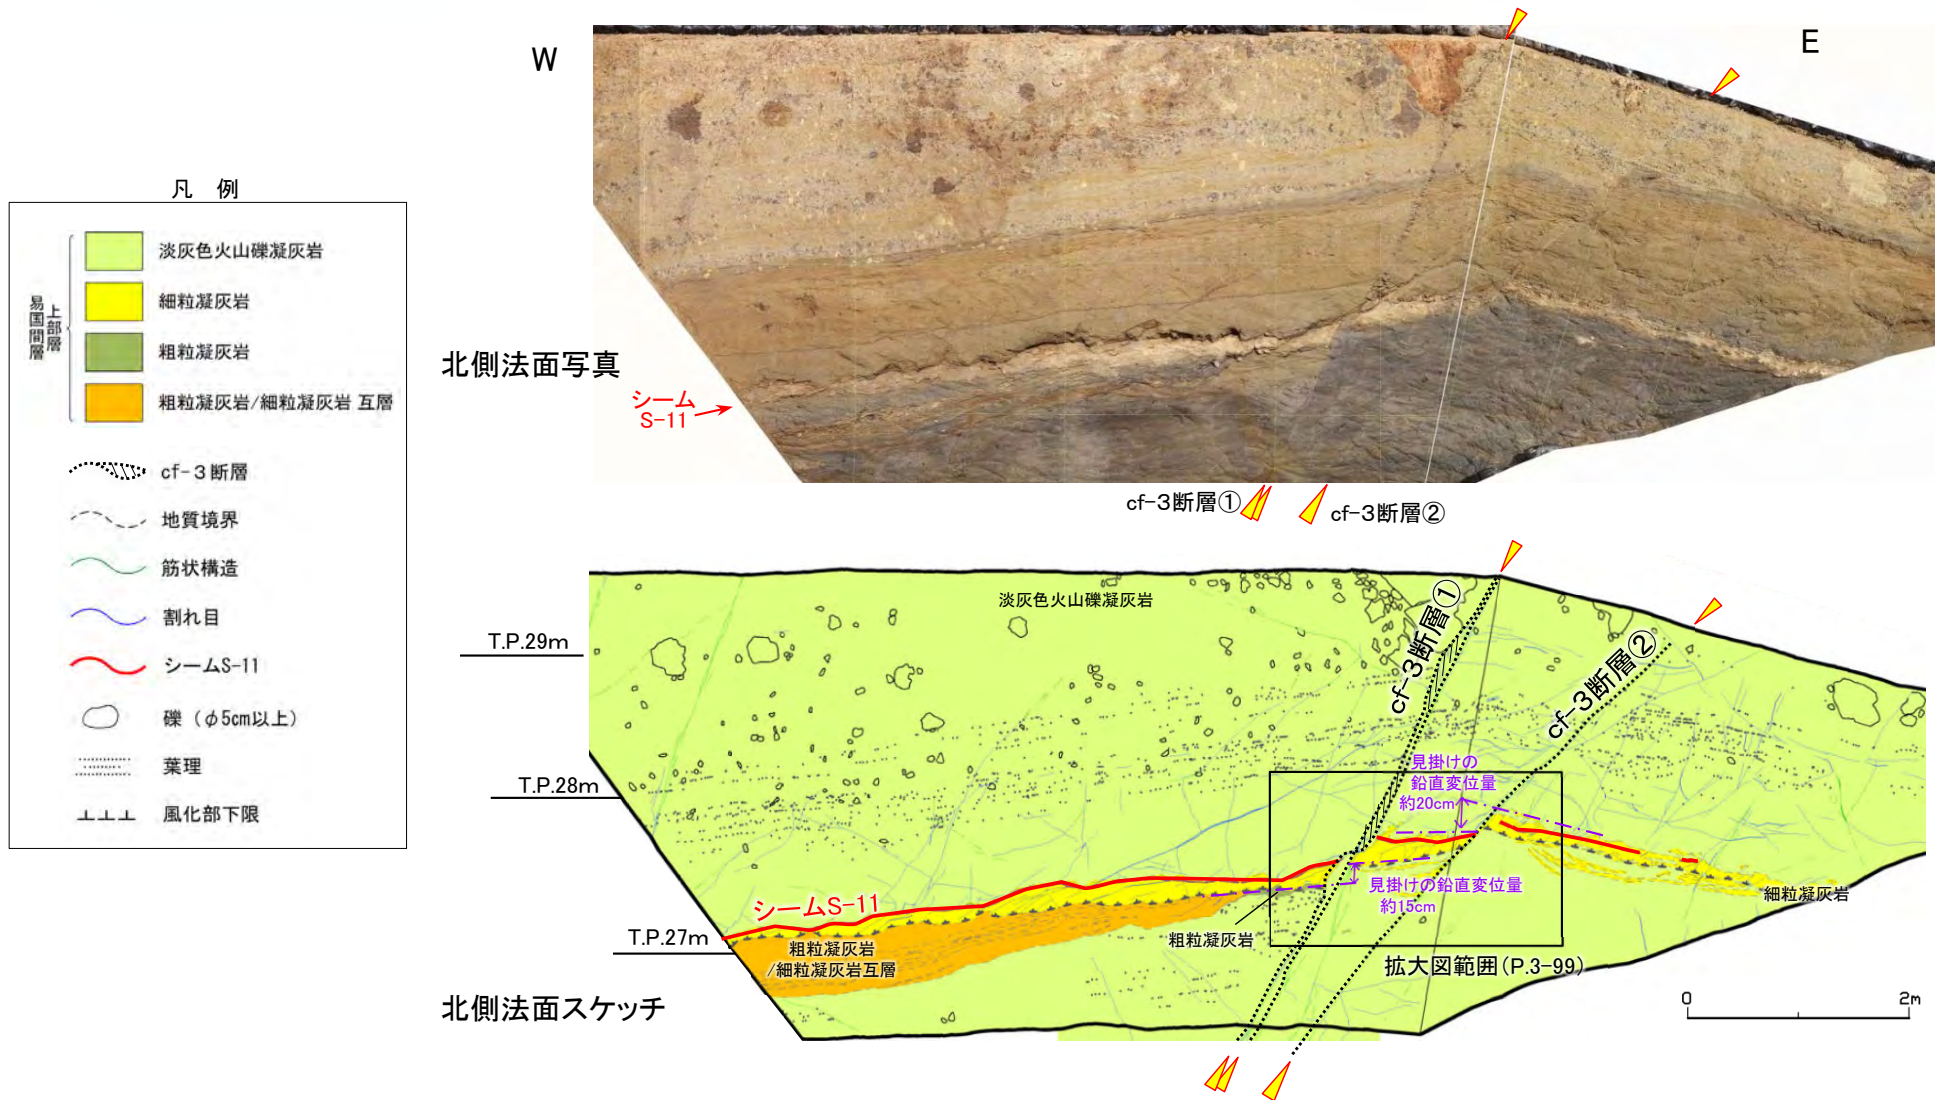 凡 例
上部層
易国間層
淡灰色火山礫凝灰岩
細粒凝灰岩
粗粒凝灰岩
粗粒凝灰岩/細粒凝灰岩 互層
cf-3断層
地質境界
筋状構造
割れ目
シームS-11
礫（φ5cm以上）
葉理
風化部下限
W
E
北側法面写真
シーム
S-11
cf-3断層①
cf-3断層②
淡灰色火山礫凝灰岩
T.P.29m
T.P.28m
T.P.27m
cf-3断層①
cf-3断層②
見掛けの
鉛直変位量
約20cm
見掛けの鉛直変位量
約15cm
シームS-11
粗粒凝灰岩
/細粒凝灰岩互層
粗粒凝灰岩
細粒凝灰岩
拡大図範囲(P.3-99)
北側法面スケッチ
0
2m